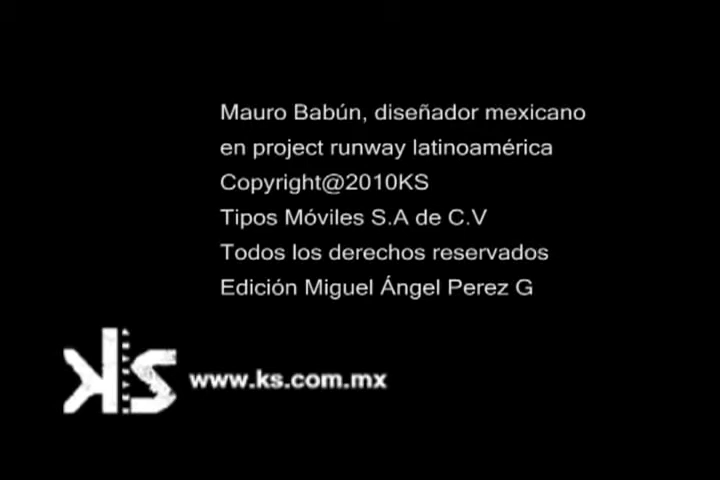 Mauro Babún, diseñador mexicano
en project runway latinoamérica
Copyright@2010KS
Tipos Móviles S.A de C.V
Todos los derechos reservados
Edición Miguel Ángel Perez G
KS www.ks.com.mx